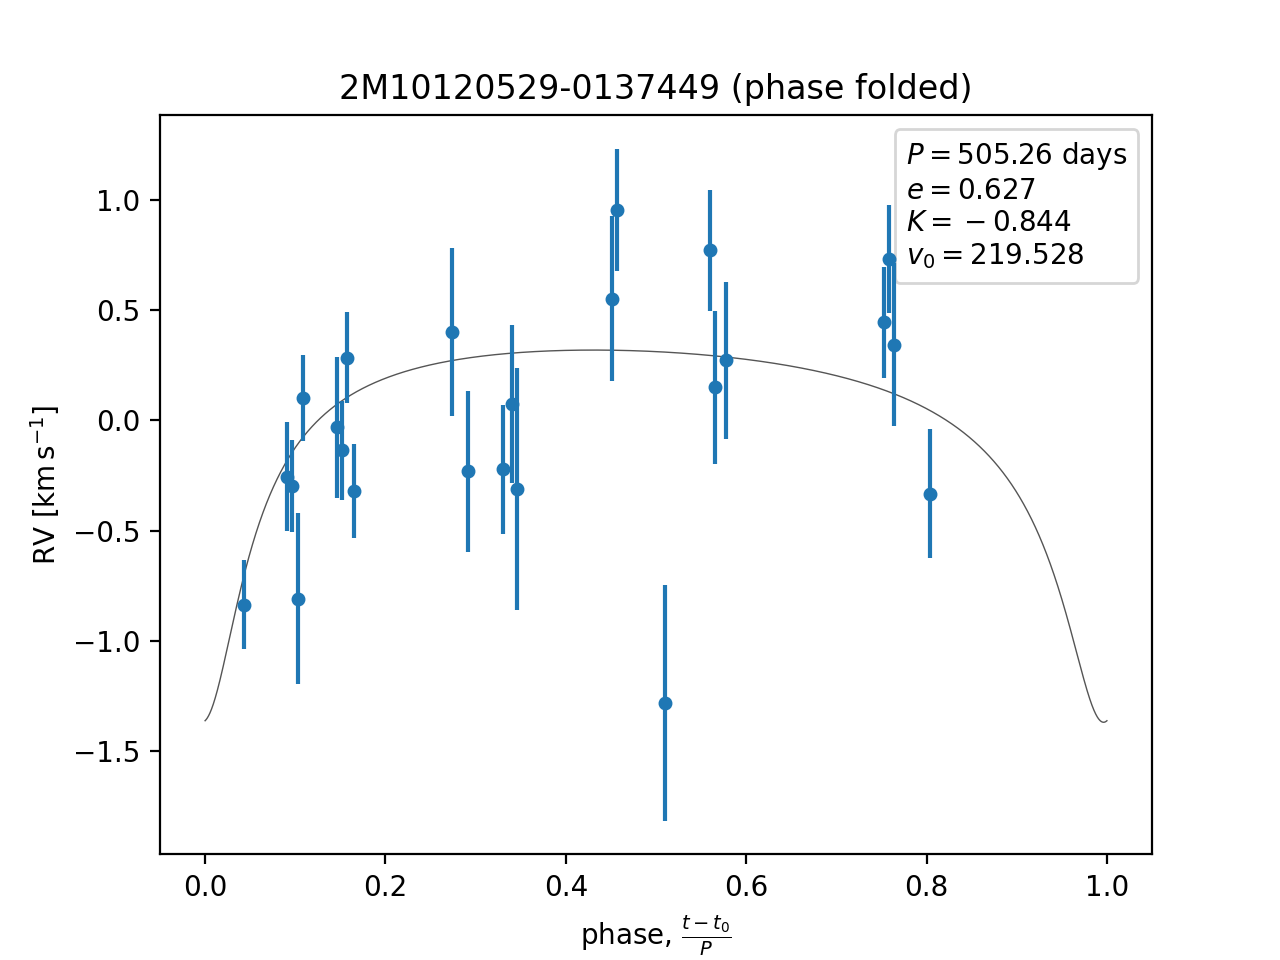 2M10120529-0137449 (phase folded)
P = 505.26 days
e = 0.627
K = −0.844
v₀ = 219.528
1.0
0.5
0.0
−0.5
−1.0
−1.5
RV [km s⁻¹]
0.0 0.2 0.4 0.6 0.8 1.0
phase, (t − t₀)/P